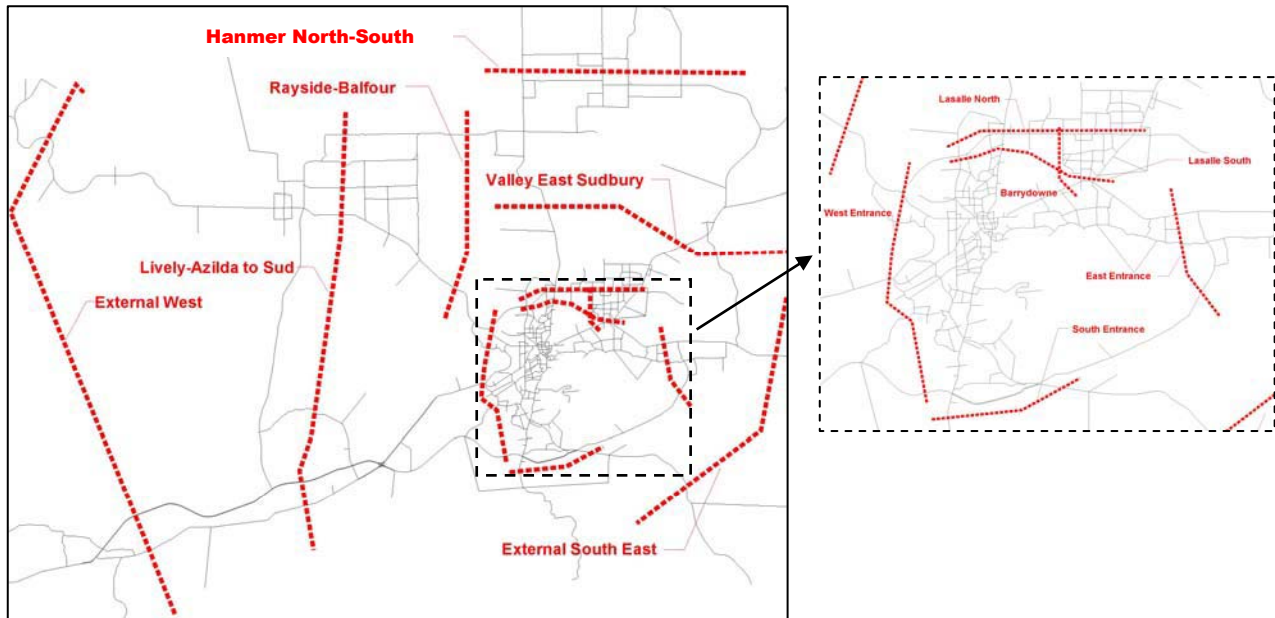 Hanmer North-South
Rayside-Balfour
Valley East Sudbury
Lively-Azilda to Sud
External West
External South East
Lasalle North
Lasalle South
Barrydowne
West Entrance
East Entrance
South Entrance